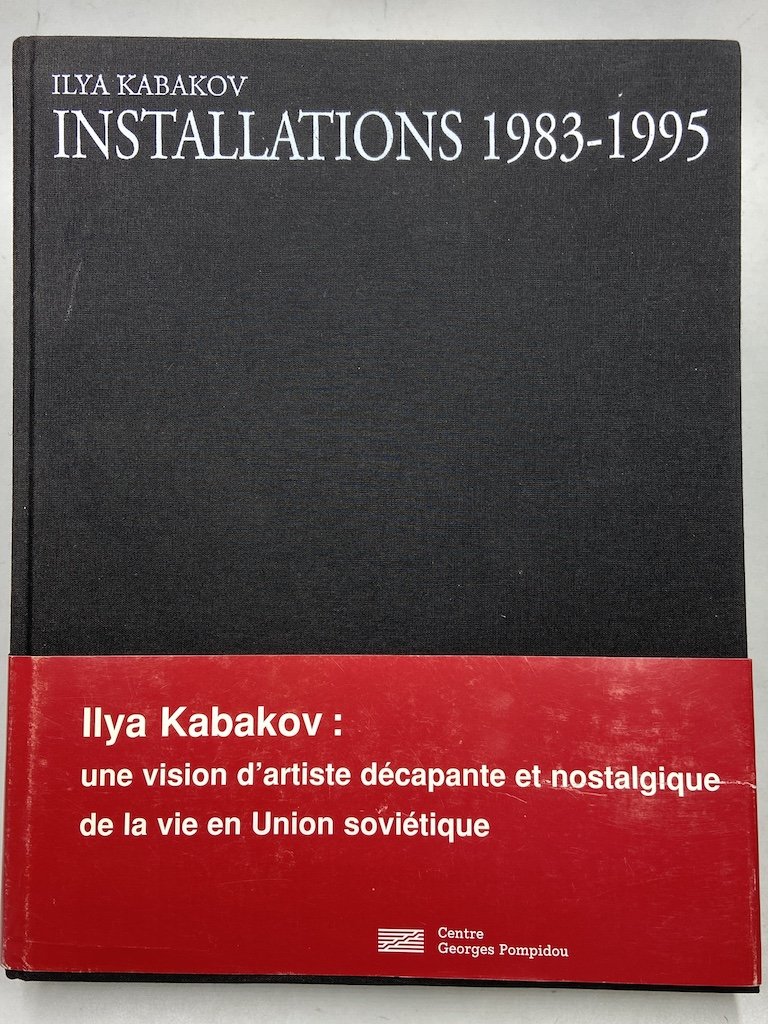 ILYA KABAKOV
INSTALLATIONS 1983-1995
Ilya Kabakov :
une vision d'artiste décapante et nostalgique
de la vie en Union soviétique
Centre
Georges Pompidou